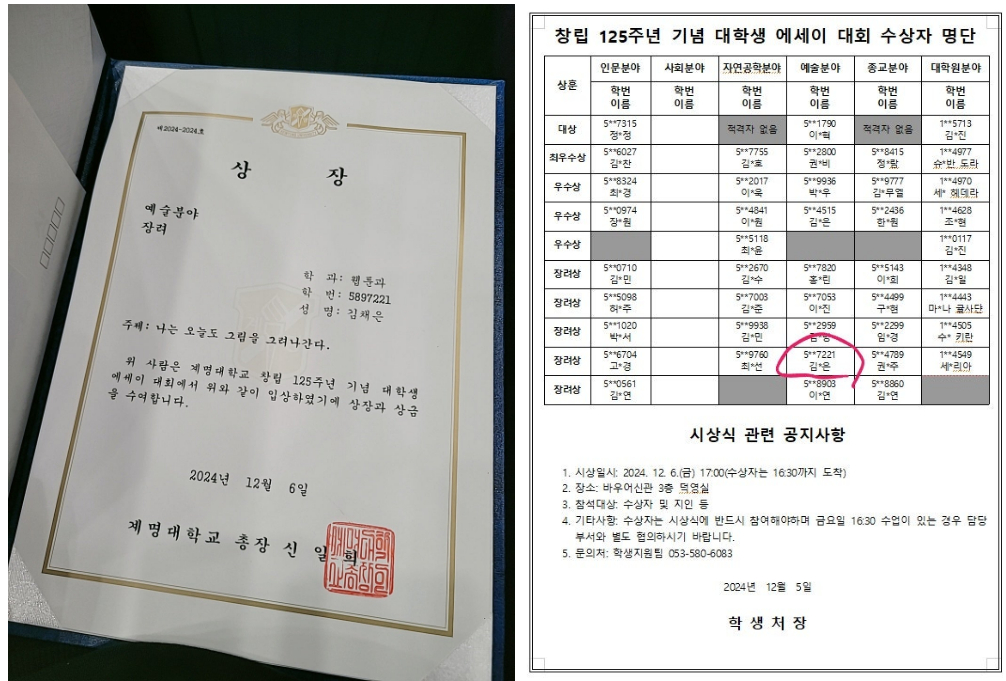 제2024-2024.호
상 장
예술분야
장려
학 과: 웹툰과
학 번: 5897221
성 명: 김채은
주제: 나는 오늘도 그림을 그려나간다.
위 사람은 계명대학교 창립 125주년 기념 대학생
에세이 대회에서 위와 같이 입상하였기에 상장과 상금
을 수여합니다.
2024년 12월 6일
계명대학교 총장 신 일 희
창립 125주년 기념 대학생 에세이 대회 수상자 명단
상훈 인문분야 사회분야 자연공학분야 예술분야 종교분야 대학원분야
학번 학번 학번 학번 학번 학번
이름 이름 이름 이름 이름 이름
대상 5**7315 적격자 없음 5**1790 적격자 없음 1**5713
정*정 이*혁 김*진
최우수상 5**6027 5**7755 5**2800 5**8415 1**4977
김*찬 김*호 권*비 정*람 슈*반 도라
우수상 5**8324 5**2017 5**9936 5**9777 1**4970
최*경 이*욱 박*우 김*무엘 세* 헤데라
우수상 5**0974 5**4841 5**4515 5**2436 1**4628
장*원 이*원 김*은 한*원 조*현
우수상 5**5118 1**0117
최*윤 김*진
장려상 5**0710 5**2670 5**7820 5**5143 1**4348
김*민 김*수 홍*린 이*희 김*일
장려상 5**5098 5**7003 5**7053 5**4499 1**4443
허*주 김*준 이*진 구*현 마*나 귤사단
장려상 5**1020 5**9938 5**2959 5**2299 1**4505
박*서 김*민 임*경 수* 키란
장려상 5**6704 5**9760 5**7221 5**4789 1**4549
고*경 최*선 김*은 권*주 세*리아
장려상 5**0561 5**8903 5**8860
김*연 이*연 김*연
시상식 관련 공지사항
1. 시상일시: 2024. 12. 6.(금) 17:00(수상자는 16:30까지 도착)
2. 장소: 바우어신관 3층 덕영실
3. 참석대상: 수상자 및 지인 등
4. 기타사항: 수상자는 시상식에 반드시 참여해야하며 금요일 16:30 수업이 있는 경우 담당
부서와 별도 협의하시기 바랍니다.
5. 문의처: 학생지원팀 053-580-6083
2024년 12월 5일
학 생 처 장